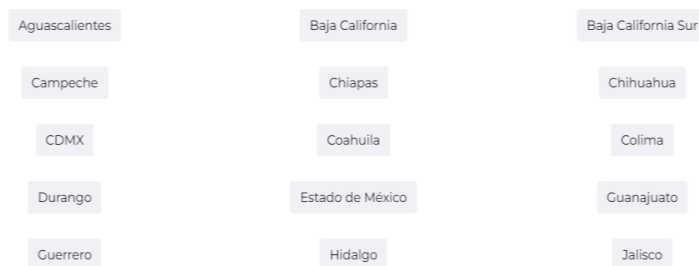 Aguascalientes Baja California Baja California Sur
Campeche Chiapas Chihuahua
CDMX Coahuila Colima
Durango Estado de México Guanajuato
Guerrero Hidalgo Jalisco